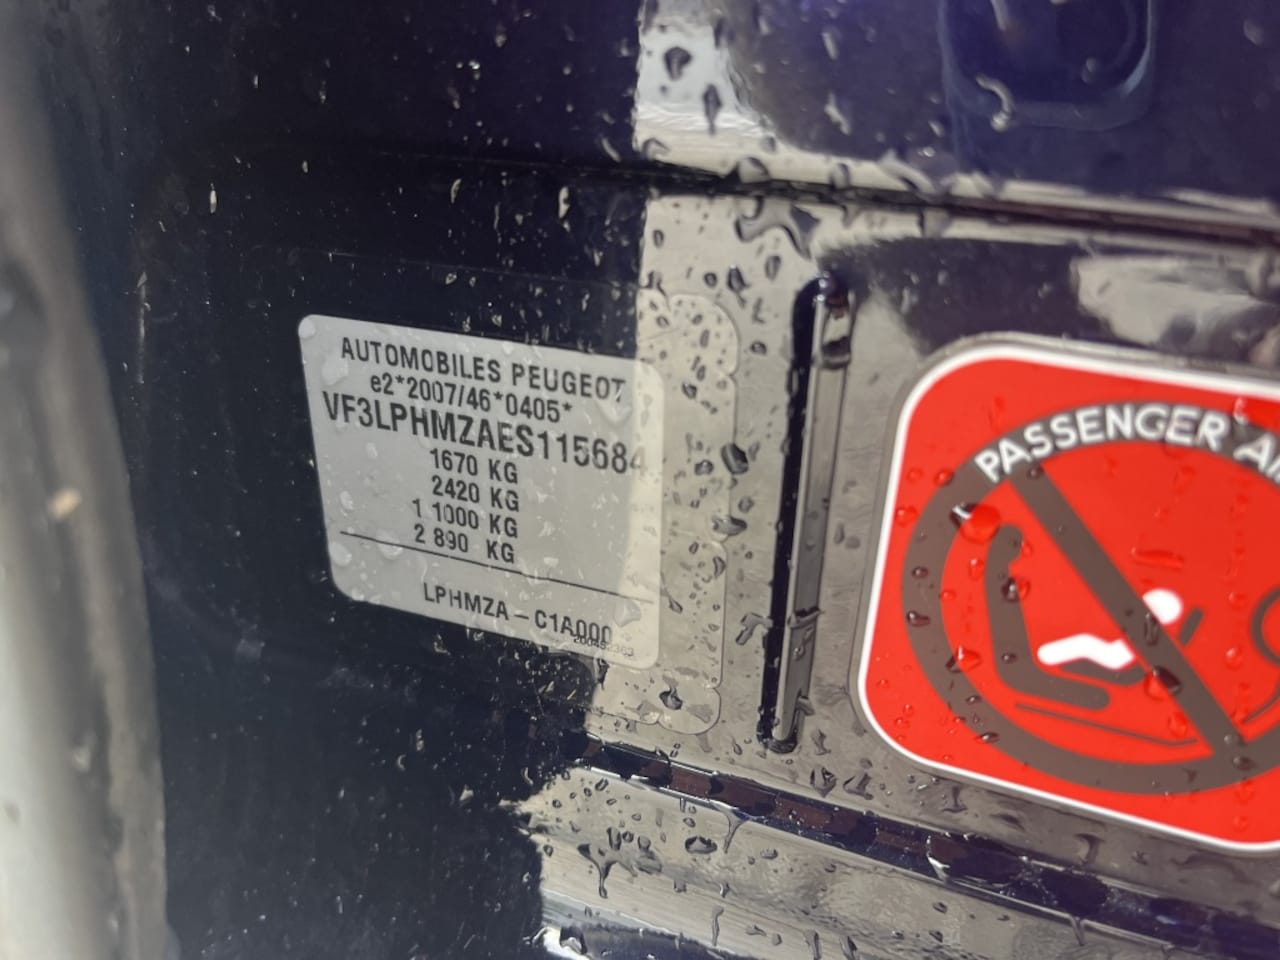 AUTOMOBILES PEUGEOT
e2*2007/46*0405*
VF3LPHMZAES115684
1670 KG
2420 KG
1 1000 KG
2 890 KG
LPHMZA - C1A000
PASSENGER